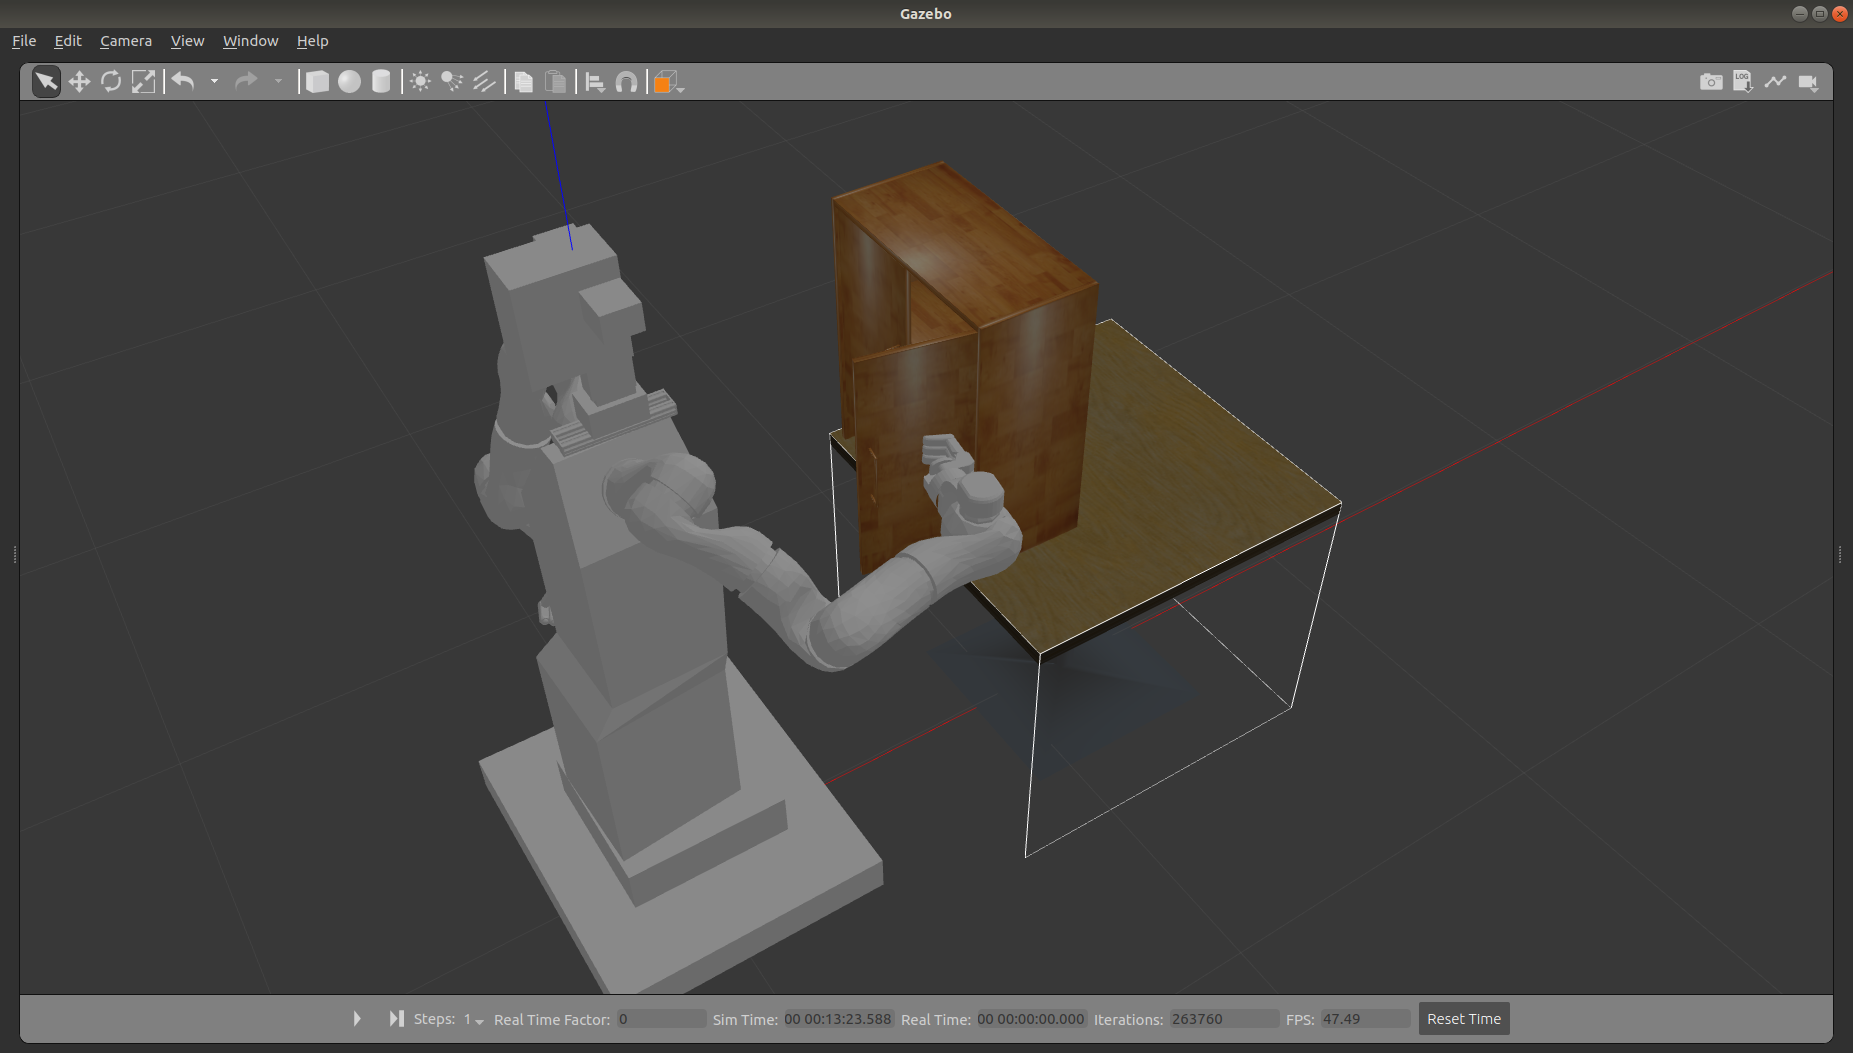 Gazebo
File Edit Camera View Window Help
LOG
Steps: 1 Real Time Factor: 0 Sim Time: 00 00:13:23.588 Real Time: 00 00:00:00.000 Iterations: 263760 FPS: 47.49 Reset Time